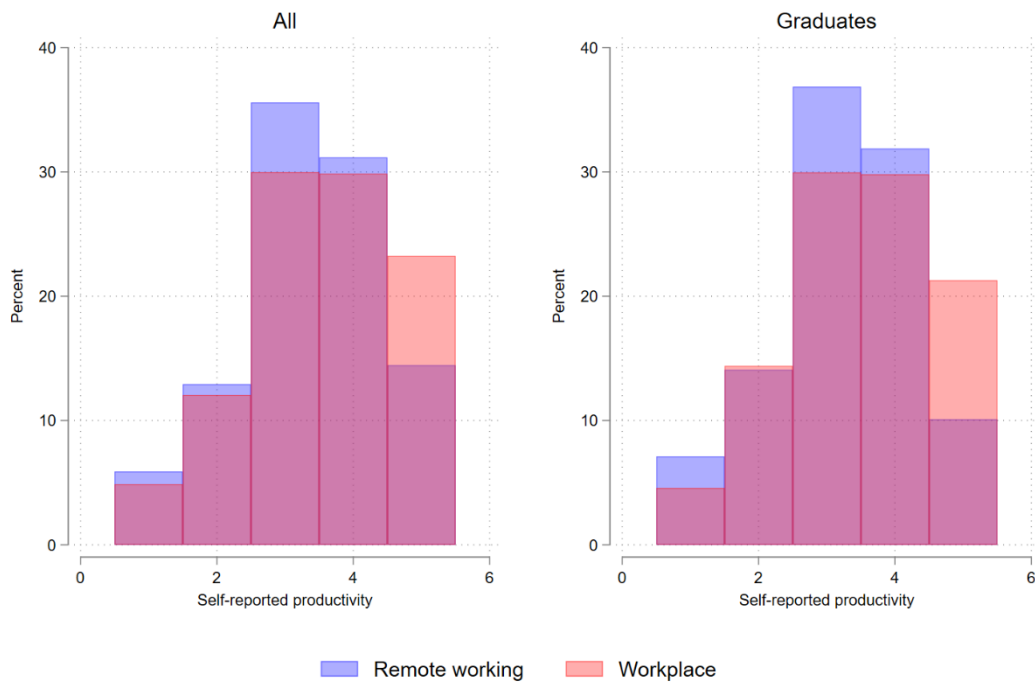 All
40
30
20
10
0
Percent
0 2 4 6
Self-reported productivity
Graduates
40
30
20
10
0
Percent
0 2 4 6
Self-reported productivity
Remote working Workplace